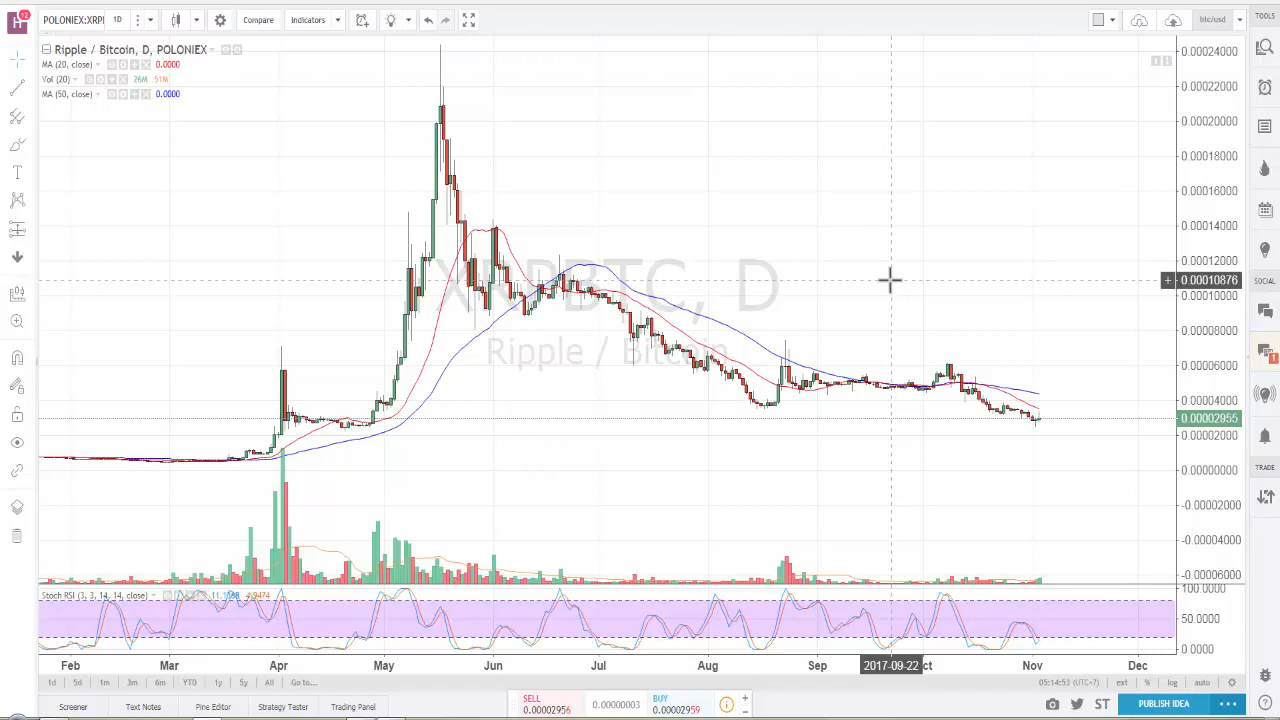 12
POLONIEX:XRPI 1D Compare Indicators btc/usd TOOLS
Ripple / Bitcoin, D, POLONIEX
MA (20, close) 0.0000
Vol (20) 26M 51M
MA (50, close) 0.0000
XRPBTC, D
Ripple / Bitcoin
0.00024000
0.00022000
0.00020000
0.00018000
0.00016000
0.00014000
0.00012000
0.00010876
0.00010000
0.00008000
0.00006000
0.00004000
0.00002955
0.00002000
0.00000000
-0.00002000
-0.00004000
-0.00006000
SOCIAL
1
TRADE
Stoch RSI (3, 3, 14, 14, close)
100.0000
50.0000
0.0000
Feb Mar Apr May Jun Jul Aug Sep 2017-09-22 ct Nov Dec
1d 5d 1m 3m 6m YTD 1y 5y All Go to... 05:14:53 (UTC-7) ext % log auto
Screener Text Notes Pine Editor Strategy Tester Trading Panel
SELL
0.00002956
0.00000003
BUY
0.00002959
ST
PUBLISH IDEA